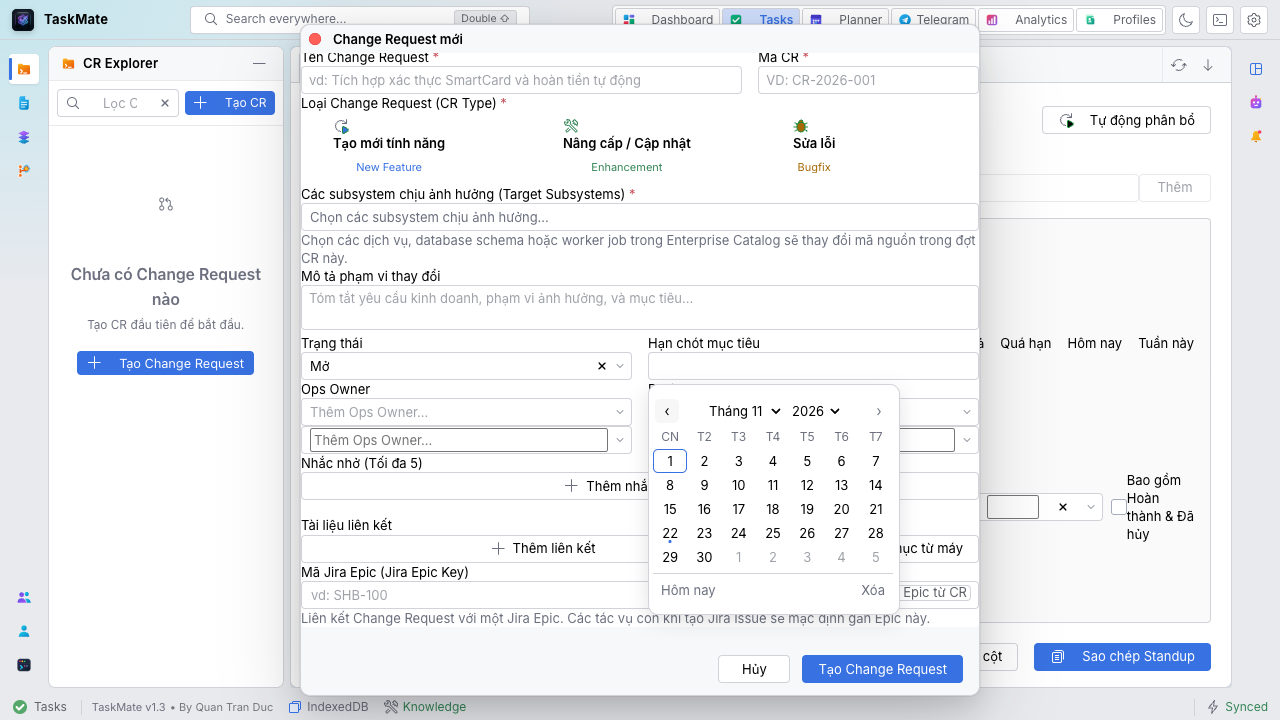 TaskMate
Search everywhere...
Double
Dashboard
Tasks
Planner
Telegram
Analytics
Profiles
CR Explorer
Lọc C
Tạo CR
Chưa có Change Request
nào
Tạo CR đầu tiên để bắt đầu.
Tạo Change Request
Change Request mới
Tên Change Request *
Mã CR *
vd: Tích hợp xác thực SmartCard và hoàn tiền tự động
VD: CR-2026-001
Loại Change Request (CR Type) *
Tạo mới tính năng
New Feature
Nâng cấp / Cập nhật
Enhancement
Sửa lỗi
Bugfix
Các subsystem chịu ảnh hưởng (Target Subsystems) *
Chọn các subsystem chịu ảnh hưởng...
Chọn các dịch vụ, database schema hoặc worker job trong Enterprise Catalog sẽ thay đổi mã nguồn trong đợt
CR này.
Mô tả phạm vi thay đổi
Tóm tắt yêu cầu kinh doanh, phạm vi ảnh hưởng, và mục tiêu...
Trạng thái
Hạn chót mục tiêu
Mở
Ops Owner
Thêm Ops Owner...
Thêm Ops Owner...
Nhắc nhở (Tối đa 5)
Thêm nhắ
Tài liệu liên kết
Thêm liên kết
mục từ máy
Mã Jira Epic (Jira Epic Key)
vd: SHB-100
Epic từ CR
Liên kết Change Request với một Jira Epic. Các tác vụ con khi tạo Jira Issue sẽ mặc định gắn Epic này.
Hủy
Tạo Change Request
‹ Tháng 11 2026 ›
CN T2 T3 T4 T5 T6 T7
1 2 3 4 5 6 7
8 9 10 11 12 13 14
15 16 17 18 19 20 21
22 23 24 25 26 27 28
29 30 1 2 3 4 5
Hôm nay
Xóa
Tự động phân bổ
Thêm
Quá hạn
Hôm nay
Tuần này
Bao gồm
Hoàn
thành & Đã
hủy
cột
Sao chép Standup
Tasks
TaskMate v1.3 • By Quan Tran Duc
IndexedDB
Knowledge
Synced